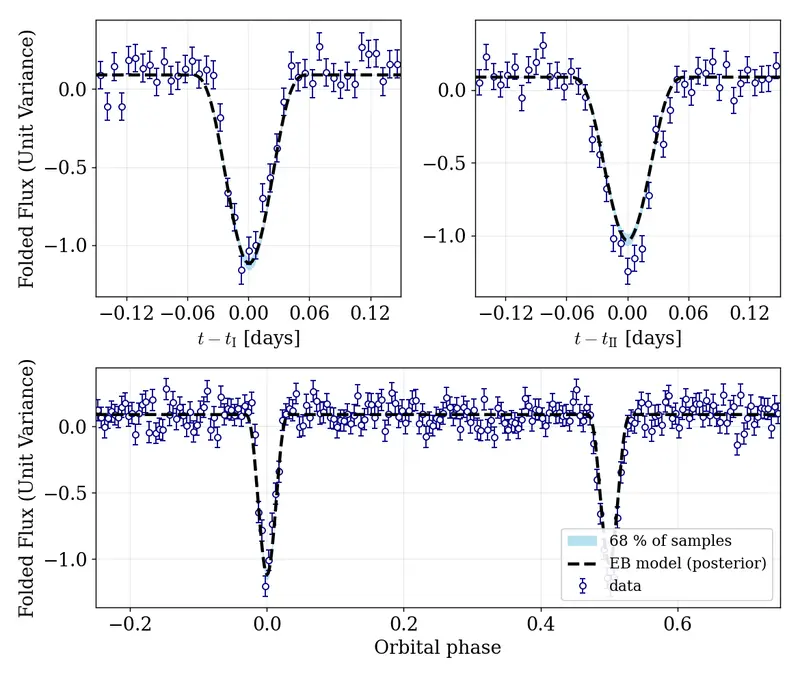 Folded Flux (Unit Variance)
0.0
−0.5
−1.0
−0.12 −0.06 0.00 0.06 0.12
t − tI [days]
0.0
−0.5
−1.0
−0.12 −0.06 0.00 0.06 0.12
t − tII [days]
Folded Flux (Unit Variance)
0.0
−0.5
−1.0
68 % of samples
EB model (posterior)
data
−0.2 0.0 0.2 0.4 0.6
Orbital phase